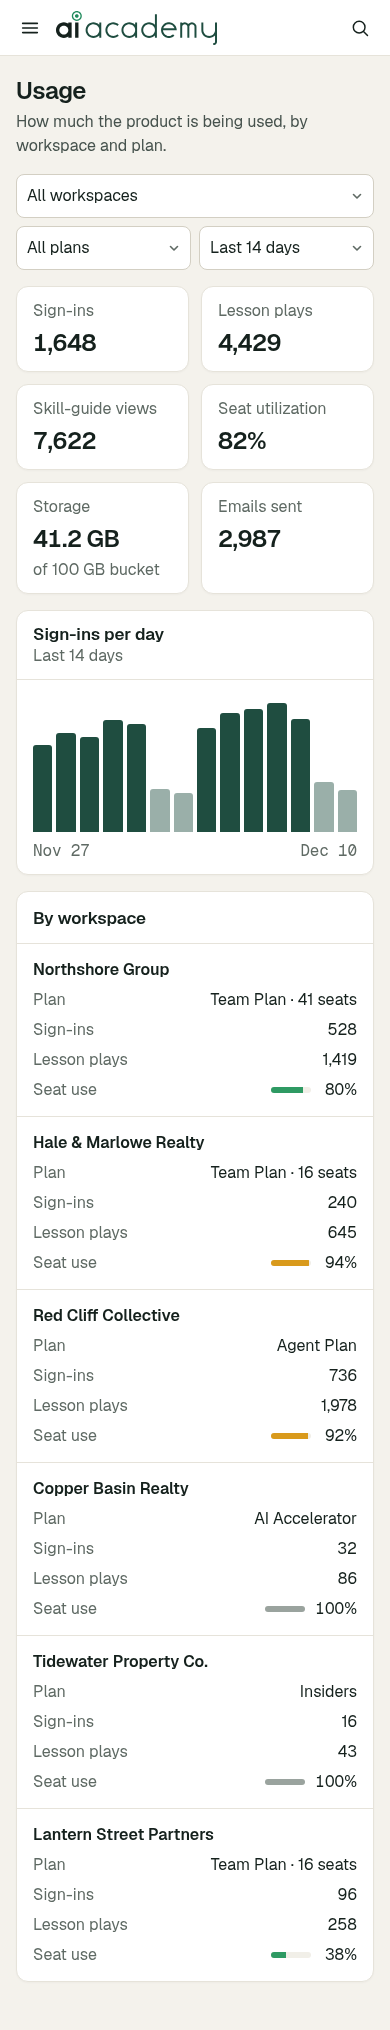 ai academy
Usage
How much the product is being used, by
workspace and plan.
All workspaces
All plans
Last 14 days
Sign-ins
1,648
Lesson plays
4,429
Skill-guide views
7,622
Seat utilization
82%
Storage
41.2 GB
of 100 GB bucket
Emails sent
2,987
Sign-ins per day
Last 14 days
Nov 27
Dec 10
By workspace
Northshore Group
Plan
Team Plan · 41 seats
Sign-ins
528
Lesson plays
1,419
Seat use
80%
Hale & Marlowe Realty
Plan
Team Plan · 16 seats
Sign-ins
240
Lesson plays
645
Seat use
94%
Red Cliff Collective
Plan
Agent Plan
Sign-ins
736
Lesson plays
1,978
Seat use
92%
Copper Basin Realty
Plan
AI Accelerator
Sign-ins
32
Lesson plays
86
Seat use
100%
Tidewater Property Co.
Plan
Insiders
Sign-ins
16
Lesson plays
43
Seat use
100%
Lantern Street Partners
Plan
Team Plan · 16 seats
Sign-ins
96
Lesson plays
258
Seat use
38%